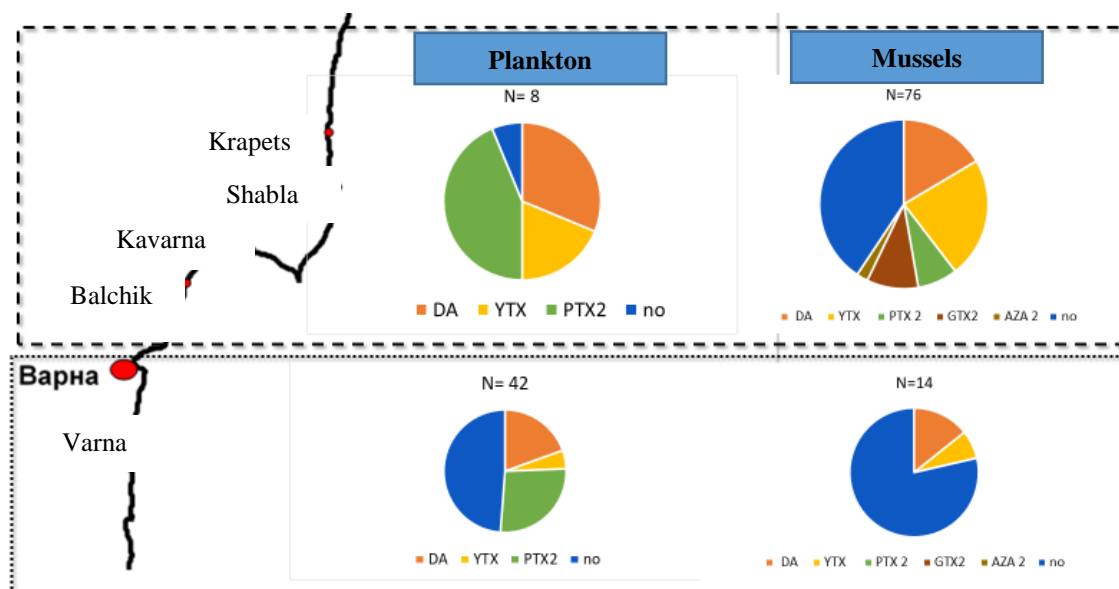 Plankton
Mussels
N= 8
N=76
Krapets
Shabla
Kavarna
Balchik
DA YTX PTX2 no
DA YTX PTX 2 GTX2 AZA 2 no
Варна
N= 42
N=14
Varna
DA YTX PTX2 no
DA YTX PTX 2 GTX2 AZA 2 no